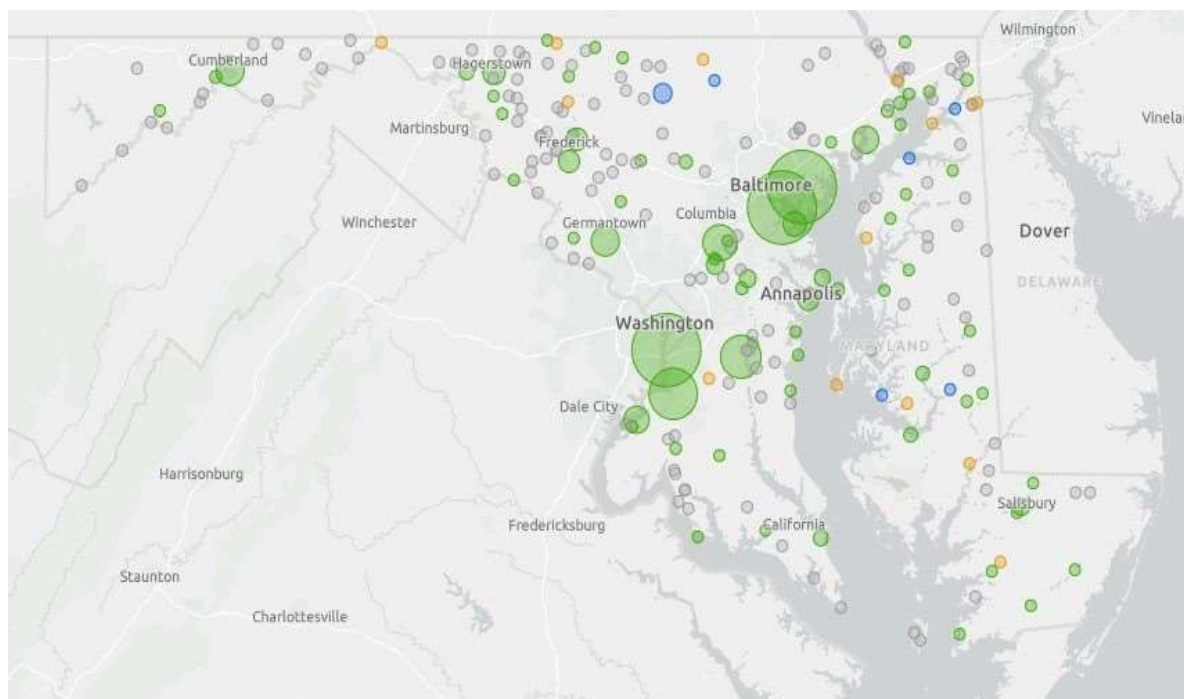 Wilmington
Cumberland
Hagerstown
Martinsburg
Frederick
Vinelan
Baltimore
Winchester
Germantown
Columbia
Dover
DELAWARE
Annapolis
Washington
MARYLAND
Dale City
Harrisonburg
Salisbury
Fredericksburg
California
Staunton
Charlottesville